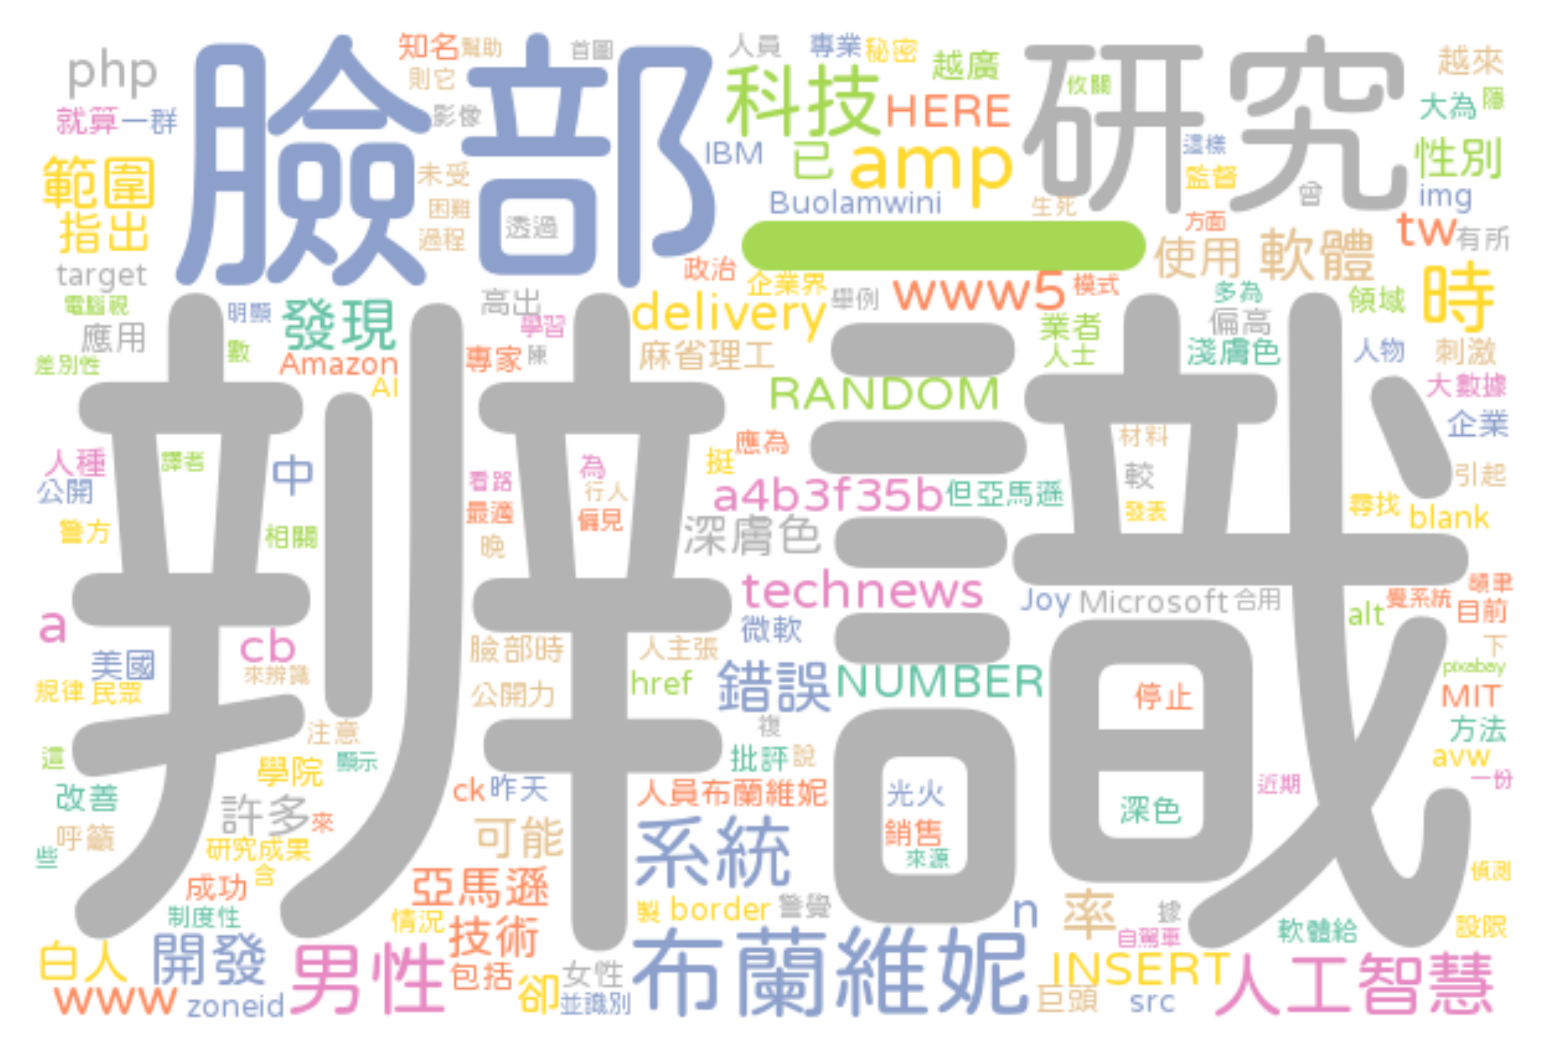 php
知名
幫助
首圖
人員
專業
秘密
越廣
越來
就算
一群
則它
影像
臉部
科技
HERE
攸關
研究
大為
隱
範圍
指出
未受
困難
過程
透過
IBM
已
amp
這樣
監督
曾
性別
img
Buolamwini
生死
方面
一
tw
有所
target
政治
企業界
舉例
www5
模式
使用
軟體
電腦視
明顯
發現
高出
學習
delivery
多為
偏高
領域
時
應用
數
差別性
Amazon
AI
專家
陳
麻省理工
業者
人士
淺膚色
人物
刺激
RANDOM
大數據
企業
辨識
人種
譯者
中
公開
看路
為
行人
挺
應為
材料
較
引起
警方
相關
最適
偏見
晚
a4b3f35b
但亞馬遜
發表
尋找
blank
深膚色
technews
Joy
Microsoft
合用
覺系統
alt
目前
a
美國
cb
來辨識
臉部時
人主張
微軟
下
pixabay
規律
民眾
公開力
href
錯誤
NUMBER
停止
MIT
注意
複
方法
這
學院
顯示
批評
說
avw
一份
改善
許多
來
ck
昨天
人員布蘭維妮
光火
深色
近期
呼籲
些
研究成果
含
可能
系統
銷售
來源
偵測
成功
亞馬遜
制度性
情況
技術
製
border
警覺
n
率
據
自駕車
軟體給
設限
白人
開發
男性
包括
女性
布蘭維妮
INSERT
人工智慧
www
zoneid
卻
並識別
巨頭
src